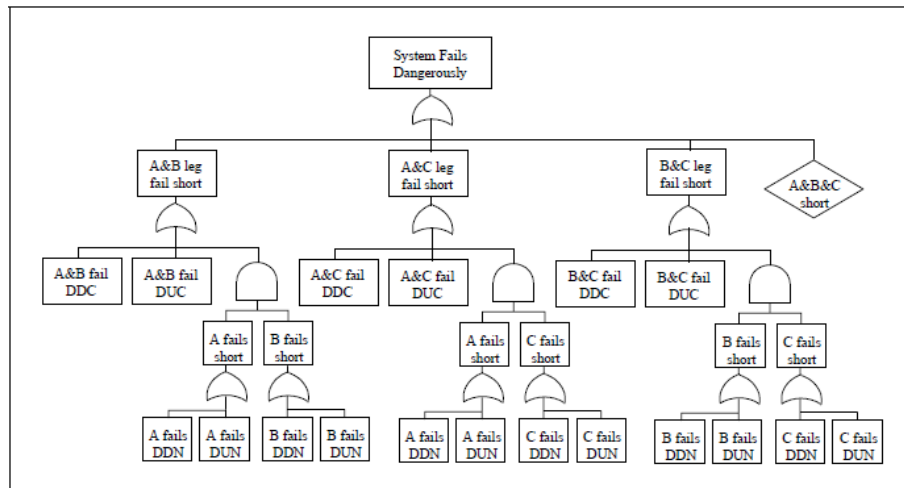 System Fails
Dangerously
A&B leg
fail short
A&C leg
fail short
B&C leg
fail short
A&B&C
short
A&B fail
DDC
A&B fail
DUC
A&C fail
DDC
A&C fail
DUC
B&C fail
DDC
B&C fail
DUC
A fails
short
B fails
short
A fails
short
C fails
short
B fails
short
C fails
short
A fails
DDN
A fails
DUN
B fails
DDN
B fails
DUN
A fails
DDN
A fails
DUN
C fails
DDN
C fails
DUN
B fails
DDN
B fails
DUN
C fails
DDN
C fails
DUN